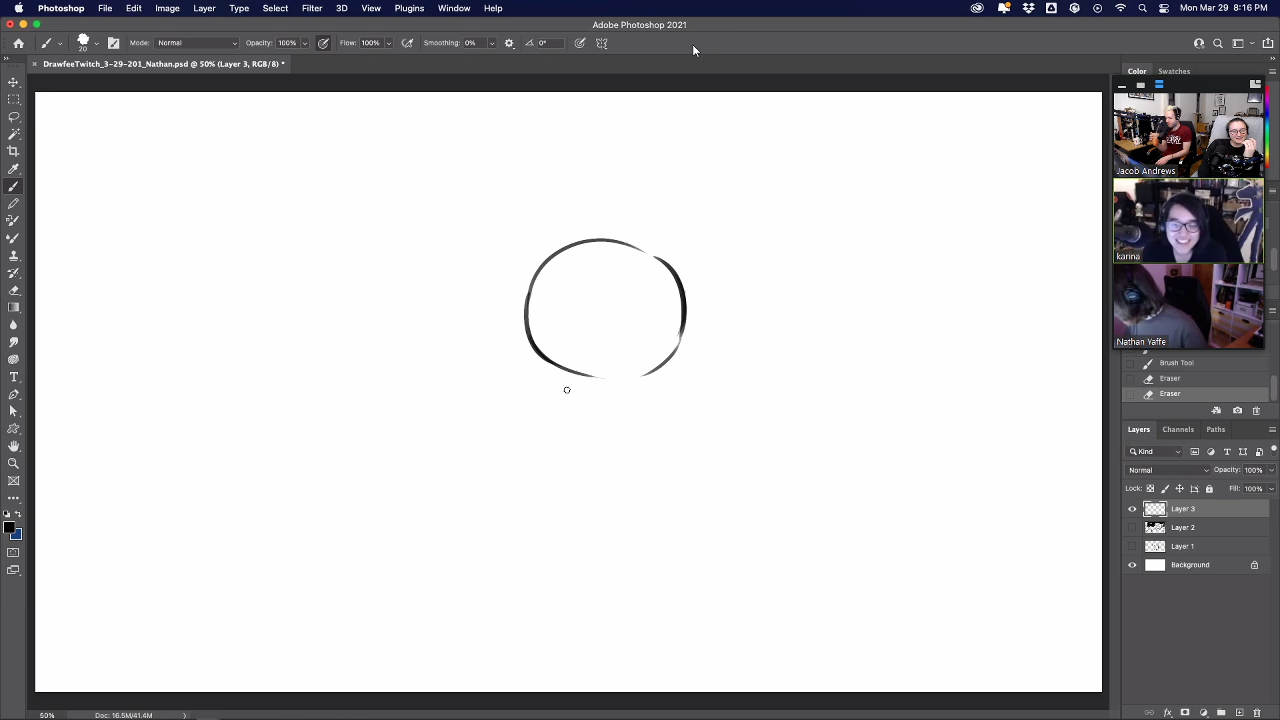 Photoshop File Edit Image Layer Type Select Filter 3D View Plugins Window Help Mon Mar 29 8:16 PM
Adobe Photoshop 2021
20 Mode: Normal Opacity: 100% Flow: 100% Smoothing: 0% 0°
DrawfeeTwitch_3-29-201_Nathan.psd @ 50% (Layer 3, RGB/8) *
Color Swatches
Jacob Andrews
karina
Nathan Yaffe
Brush Tool
Eraser
Eraser
Layers Channels Paths
Kind
Normal Opacity: 100%
Lock: Fill: 100%
Layer 3
Layer 2
Layer 1
Background
50% Doc: 16.5M/41.4M